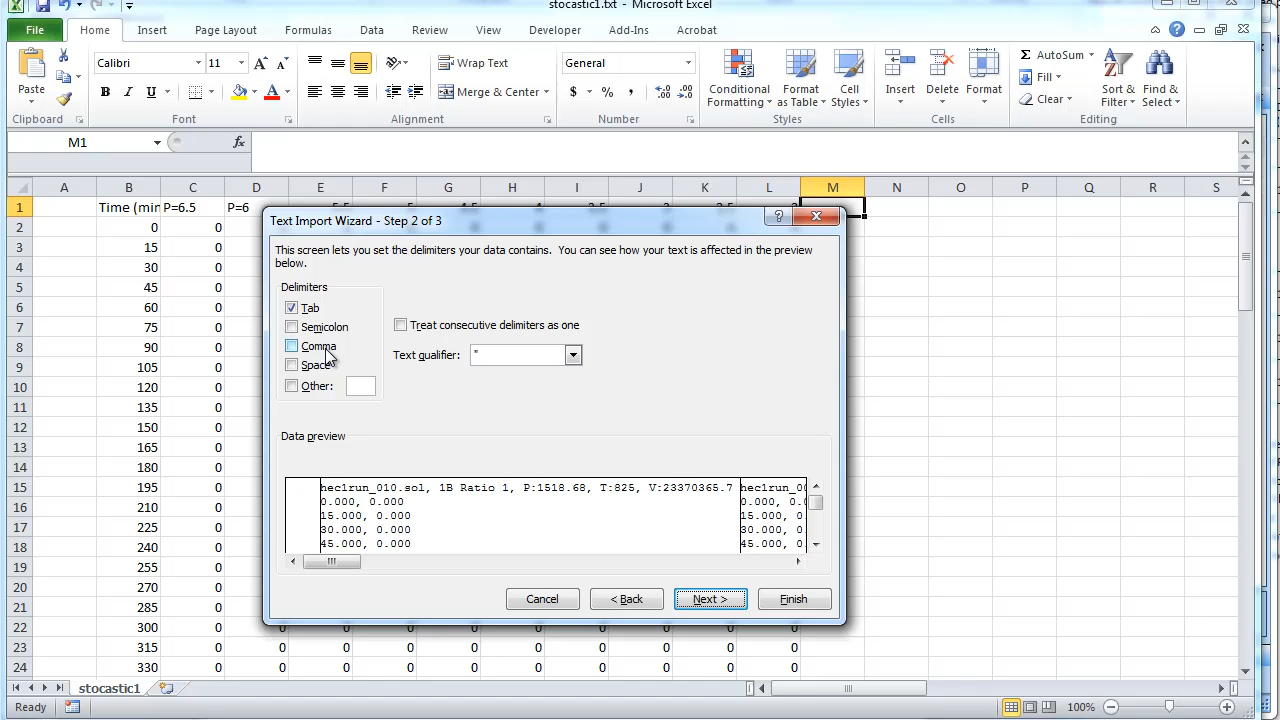 stocastic1.txt - Microsoft Excel
File Home Insert Page Layout Formulas Data Review View Developer Add-Ins Acrobat
Paste
Calibri 11
B I U
Wrap Text
Merge & Center
General
$ % ,
Conditional Formatting
Format as Table
Cell Styles
Insert Delete Format
AutoSum
Fill
Clear
Sort & Filter
Find & Select
Clipboard Font Alignment Number Styles Cells Editing
M1 fx
A B C D E F G H I J K L M N O P Q R S
1 Time (min P=6.5 P=6
2 0 0
3 15 0
4 30 0
5 45 0
6 60 0
7 75 0
8 90 0
9 105 0
10 120 0
11 135 0
12 150 0
13 165 0
14 180 0
15 195 0
16 210 0
17 225 0
18 240 0
19 255 0
20 270 0
21 285 0
22 300 0 0 0 0 0 0 0 0 0 0
23 315 0 0 0 0 0 0 0 0 0 0
24 330 0 0 0 0 0 0 0 0 0 0
Text Import Wizard - Step 2 of 3
This screen lets you set the delimiters your data contains. You can see how your text is affected in the preview
below.
Delimiters
Tab
Semicolon
Comma
Space
Other:
Treat consecutive delimiters as one
Text qualifier: "
Data preview
hec1run_010.sol, 1B Ratio 1, P:1518.68, T:825, V:23370365.7 hec1run_0
0.000, 0.000 0.000, 0
15.000, 0.000 15.000, 0
30.000, 0.000 30.000, 0
45.000, 0.000 45.000, 0
Cancel < Back Next > Finish
stocastic1
Ready 100%